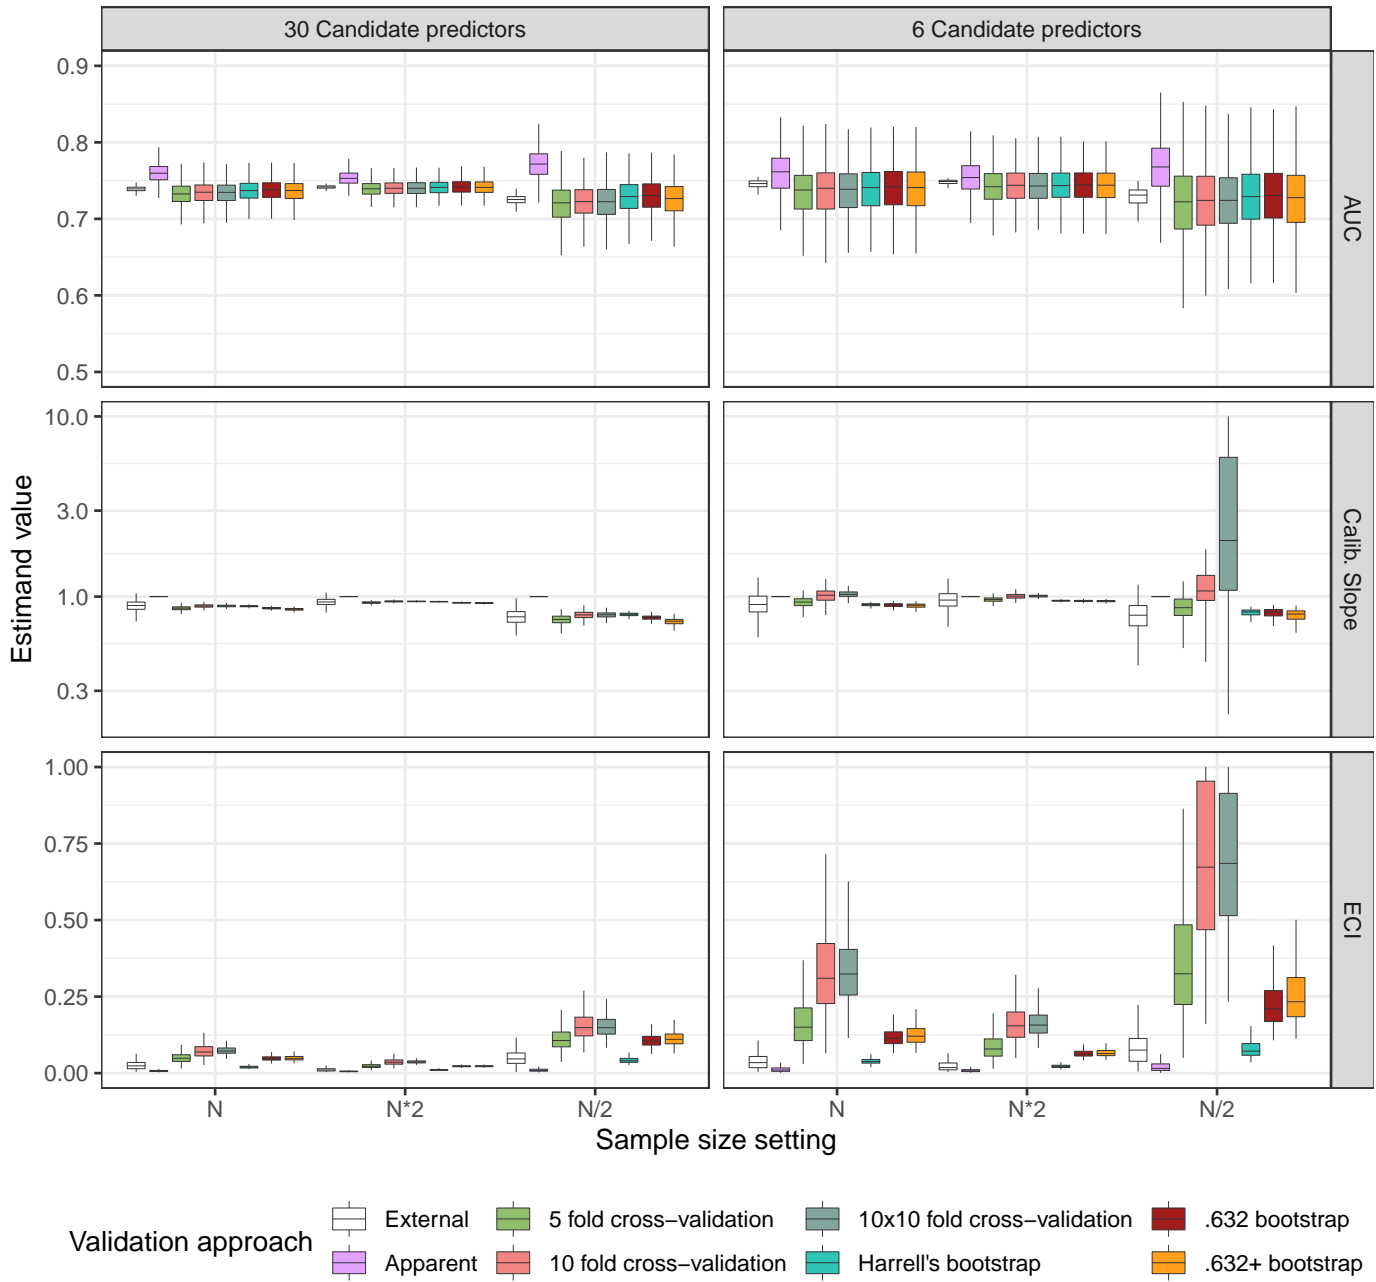 30 Candidate predictors
6 Candidate predictors
0.9
0.8
0.7
0.6
0.5
AUC
10.0
3.0
1.0
0.3
Calib. Slope
1.00
0.75
0.50
0.25
0.00
ECI
Estimand value
N
N*2
N/2
N
N*2
N/2
Sample size setting
Validation approach
External
Apparent
5 fold cross−validation
10 fold cross−validation
10x10 fold cross−validation
Harrell's bootstrap
.632 bootstrap
.632+ bootstrap